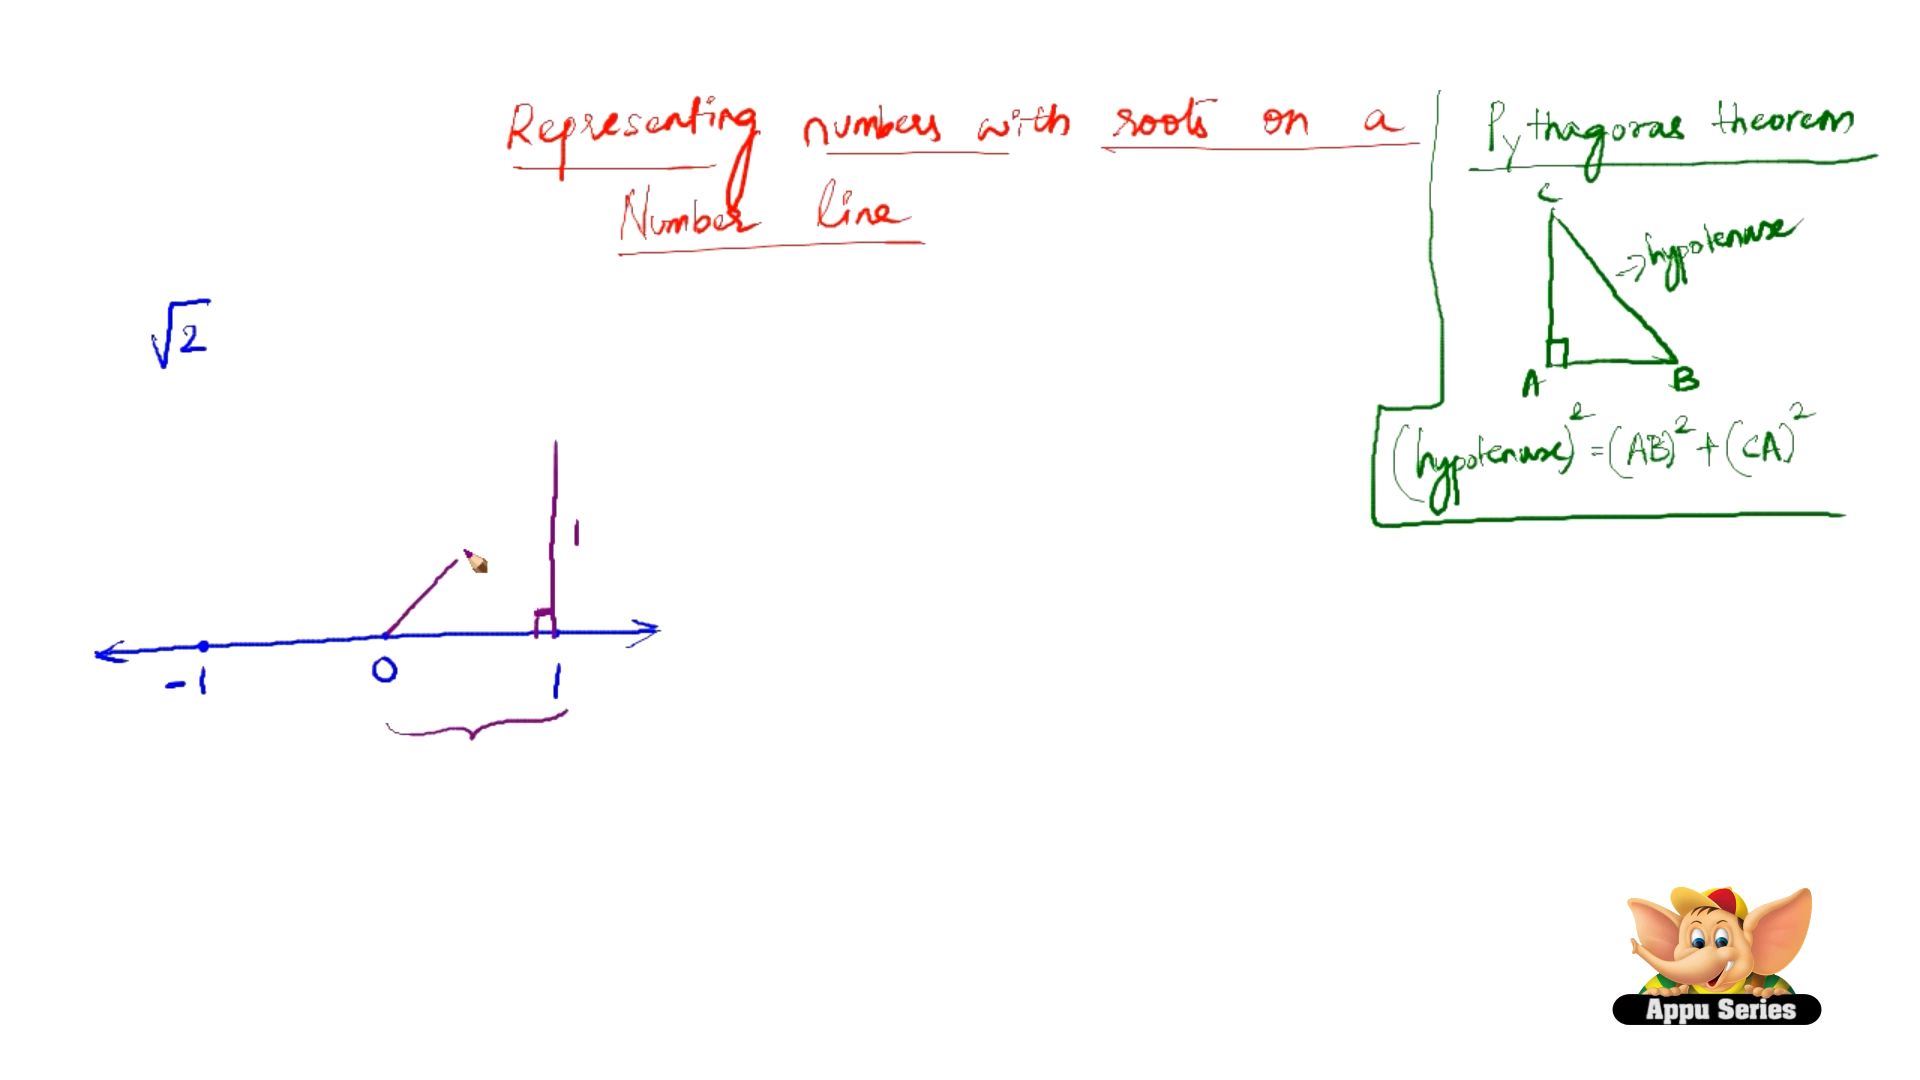 Representing numbers with roots on a
Number line
Pythagoras theorem
C
hypotenuse
A B
(hypotenuse)² = (AB)² + (CA)²
√2
1
-1 0 1
Appu Series